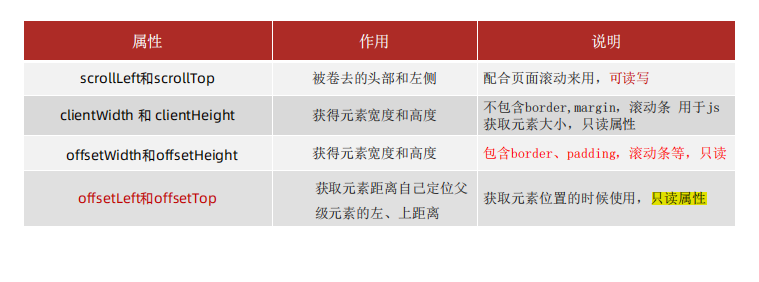 属性 作用 说明
scrollLeft和scrollTop 被卷去的头部和左侧 配合页面滚动来用，可读写
clientWidth 和 clientHeight 获得元素宽度和高度 不包含border,margin，滚动条 用于js
获取元素大小，只读属性
offsetWidth和offsetHeight 获得元素宽度和高度 包含border、padding，滚动条等，只读
offsetLeft和offsetTop 获取元素距离自己定位父
级元素的左、上距离 获取元素位置的时候使用，只读属性